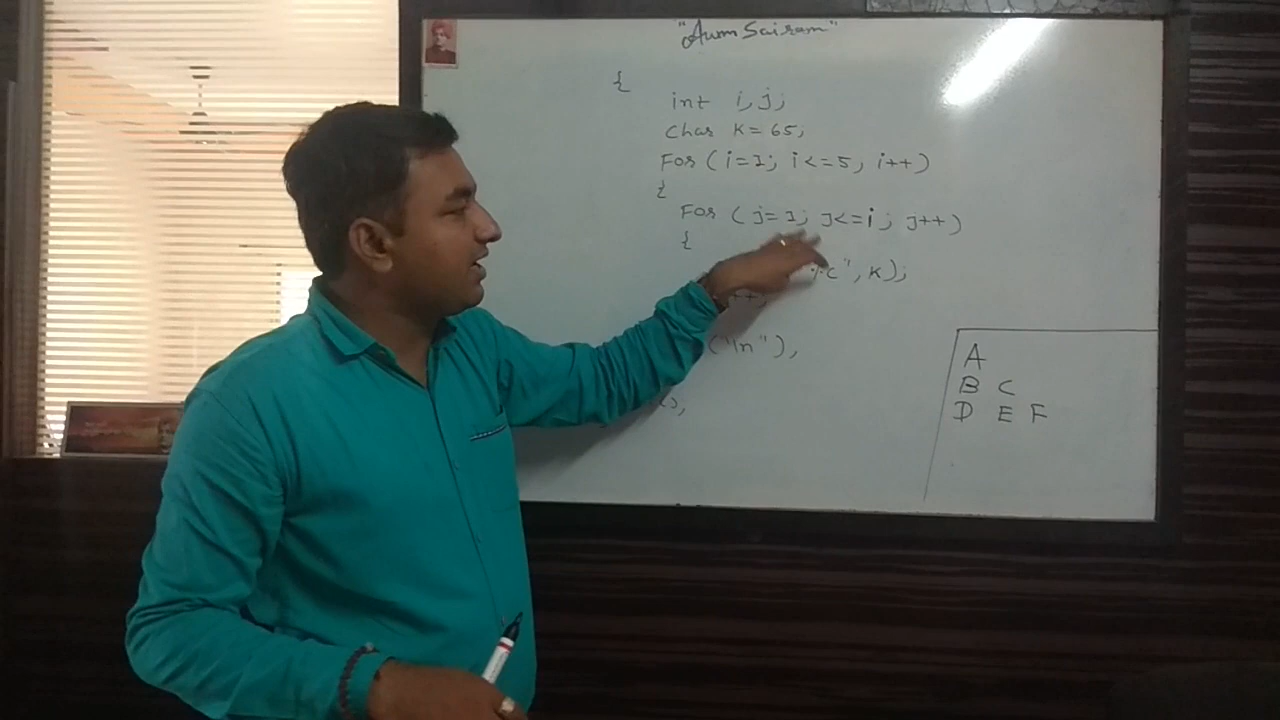 "Aum Sairam"
{
int i, j;
Char K = 65;
For ( i=1; i<=5, i++)
{
For ( j=1; J<=i ; J++)
{
%c", K);
++;
("\n"),
A
B C
D E F